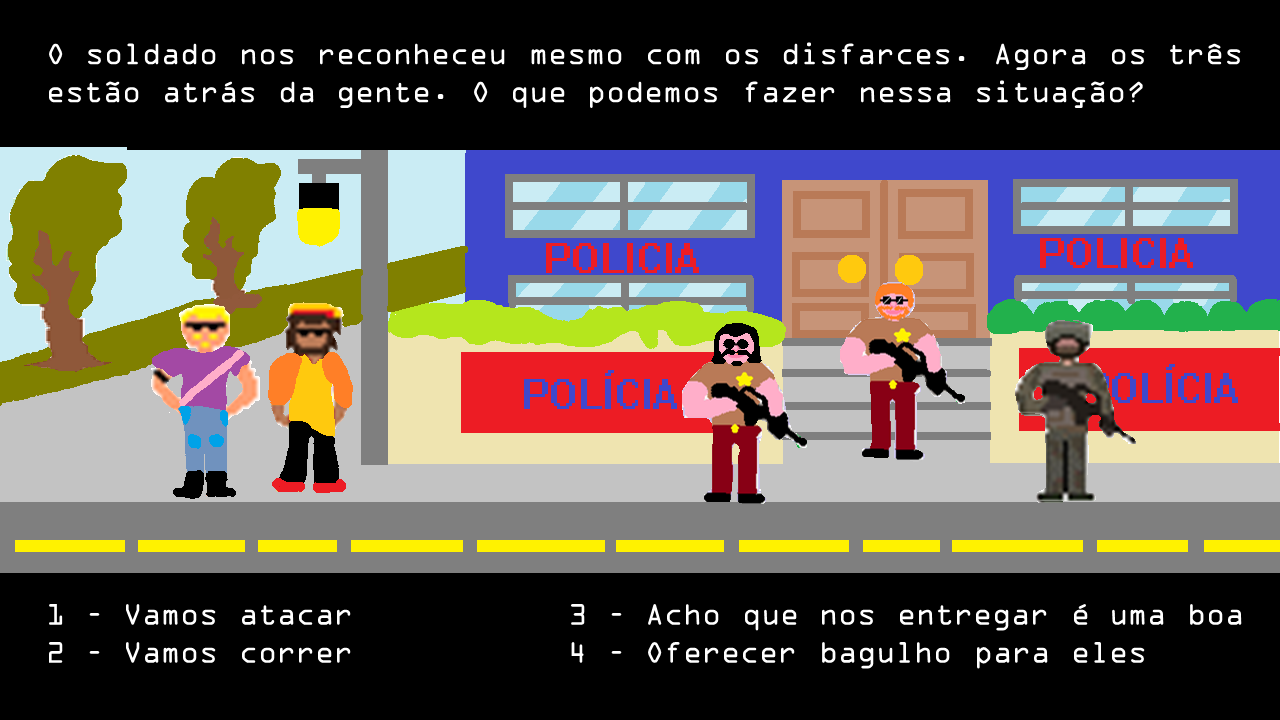 O soldado nos reconheceu mesmo com os disfarces. Agora os três
estão atrás da gente. O que podemos fazer nessa situação?
POLICIA
POLICIA
POLÍCIA
POLÍCIA
1 - Vamos atacar
2 - Vamos correr
3 - Acho que nos entregar é uma boa
4 - Oferecer bagulho para eles